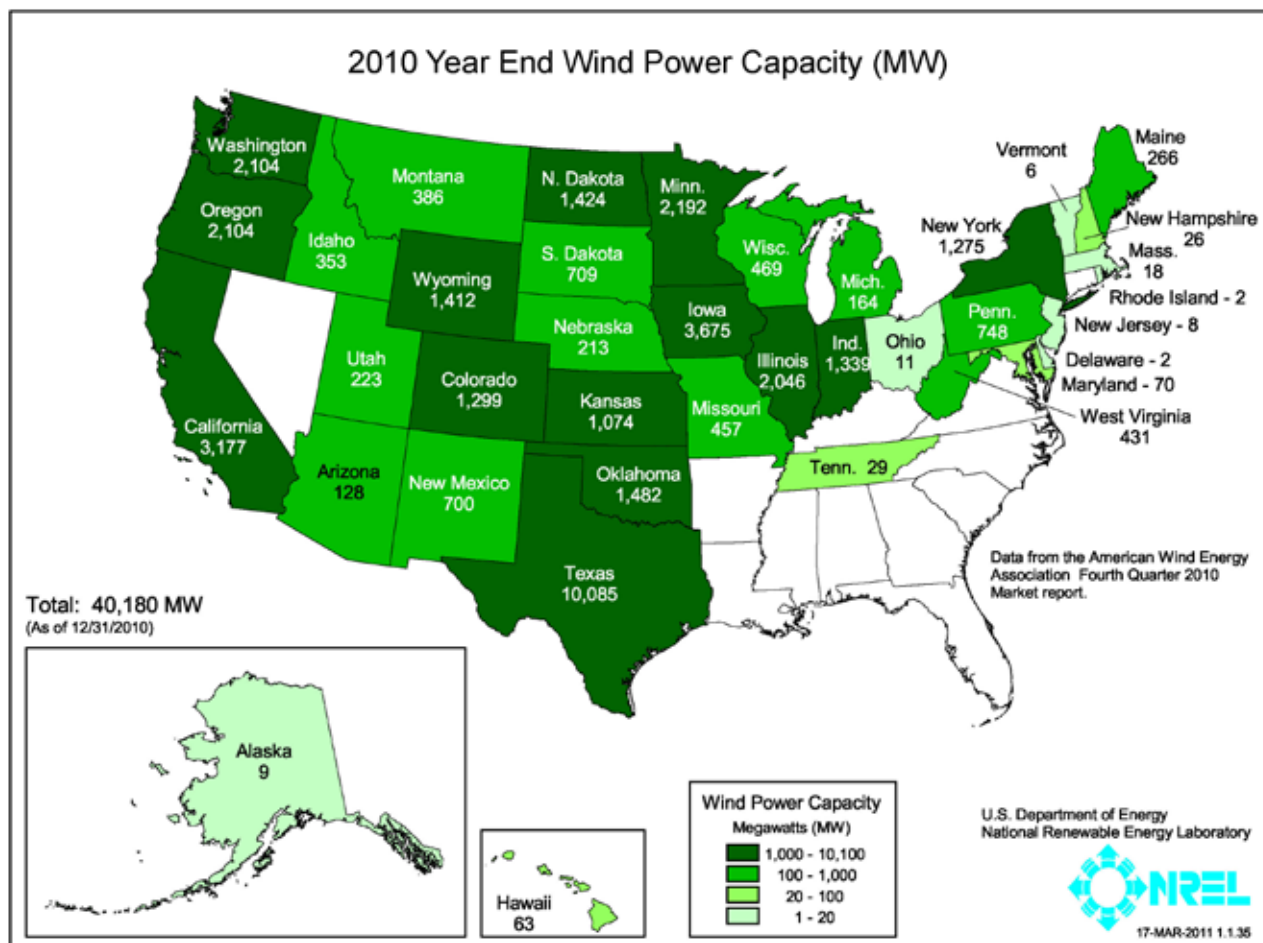 2010 Year End Wind Power Capacity (MW)
Washington
2,104
Oregon
2,104
California
3,177
Idaho
353
Montana
386
Wyoming
1,412
Utah
223
Colorado
1,299
Arizona
128
New Mexico
700
N. Dakota
1,424
S. Dakota
709
Nebraska
213
Kansas
1,074
Oklahoma
1,482
Texas
10,085
Minn.
2,192
Iowa
3,675
Missouri
457
Wisc.
469
Illinois
2,046
Mich.
164
Ind.
1,339
Ohio
11
Tenn. 29
Penn.
748
New York
1,275
Vermont
6
Maine
266
New Hampshire
26
Mass.
18
Rhode Island - 2
New Jersey - 8
Delaware - 2
Maryland - 70
West Virginia
431
Data from the American Wind Energy
Association Fourth Quarter 2010
Market report.
Total: 40,180 MW
(As of 12/31/2010)
Alaska
9
Hawaii
63
Wind Power Capacity
Megawatts (MW)
1,000 - 10,100
100 - 1,000
20 - 100
1 - 20
U.S. Department of Energy
National Renewable Energy Laboratory
NREL
17-MAR-2011 1.1.35